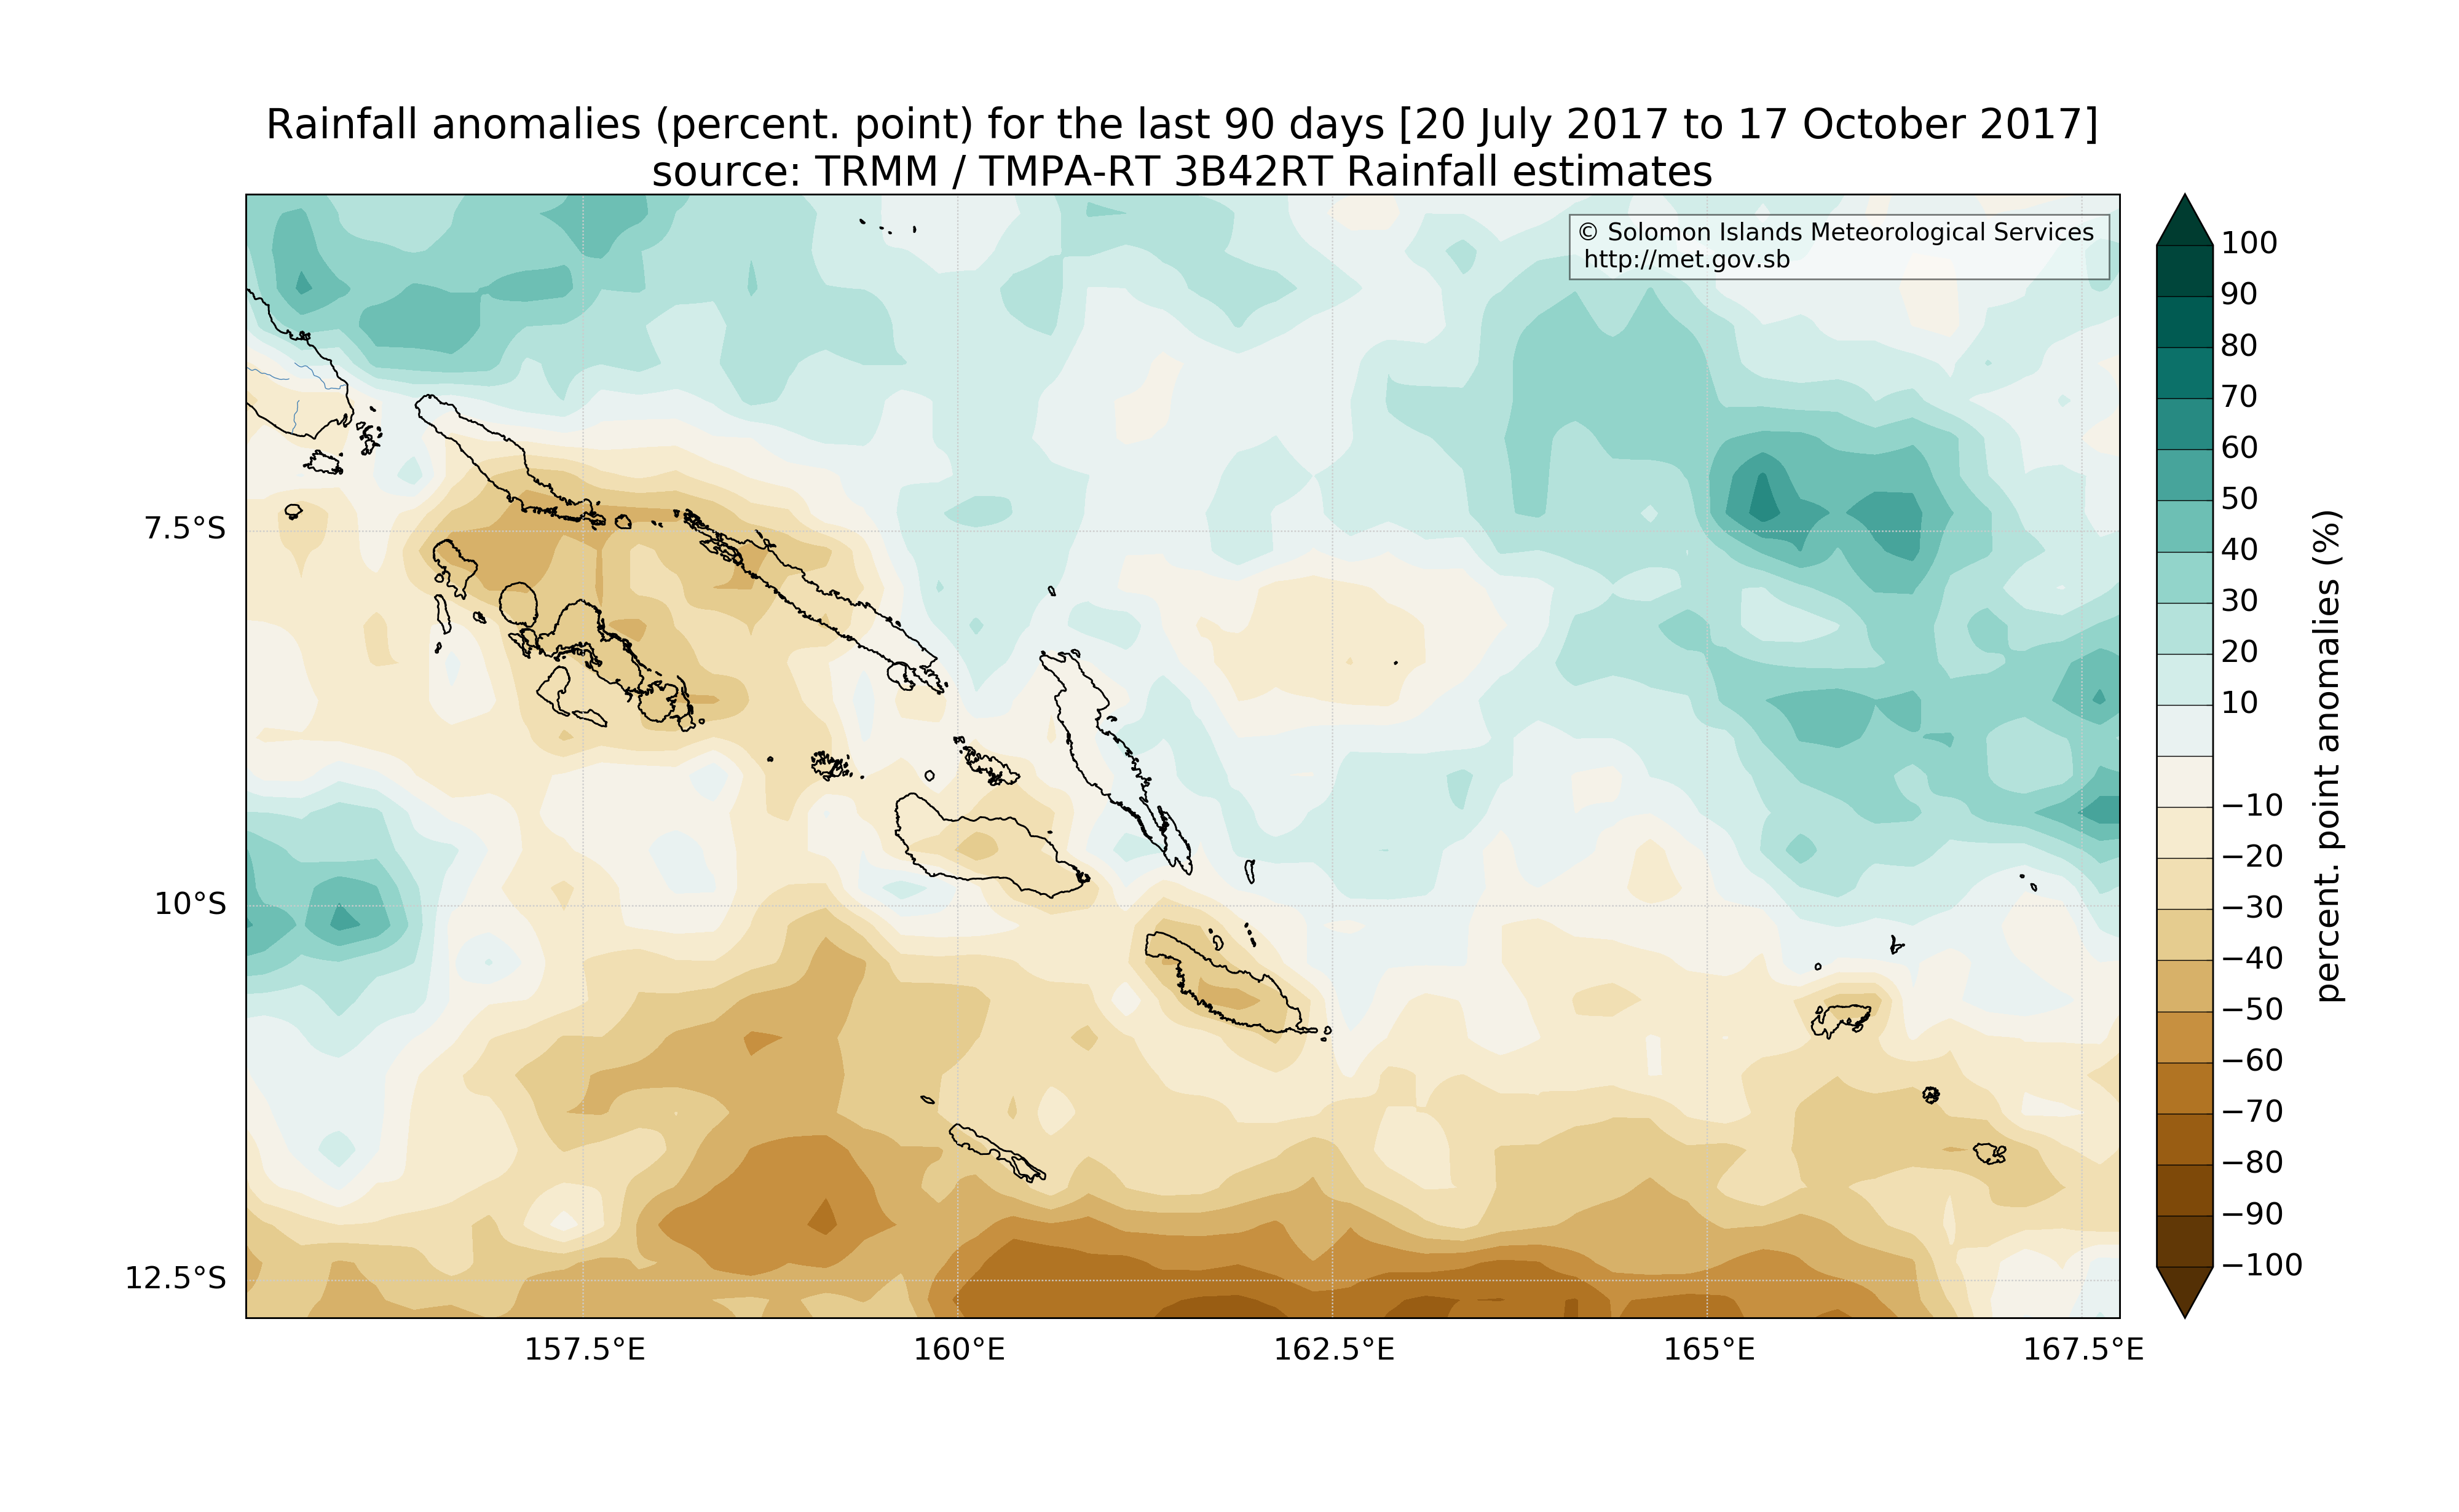 Rainfall anomalies (percent. point) for the last 90 days [20 July 2017 to 17 October 2017]
source: TRMM / TMPA-RT 3B42RT Rainfall estimates
© Solomon Islands Meteorological Services
http://met.gov.sb
7.5°S
10°S
12.5°S
157.5°E
160°E
162.5°E
165°E
167.5°E
100
90
80
70
60
50
40
30
20
10
−10
−20
−30
−40
−50
−60
−70
−80
−90
−100
percent. point anomalies (%)